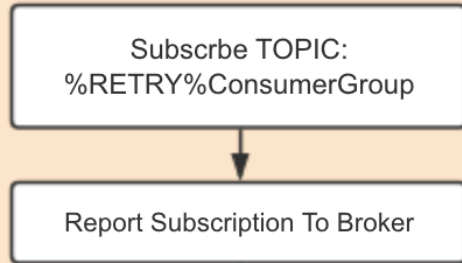 Subscrbe TOPIC:
%RETRY%ConsumerGroup
Report Subscription To Broker